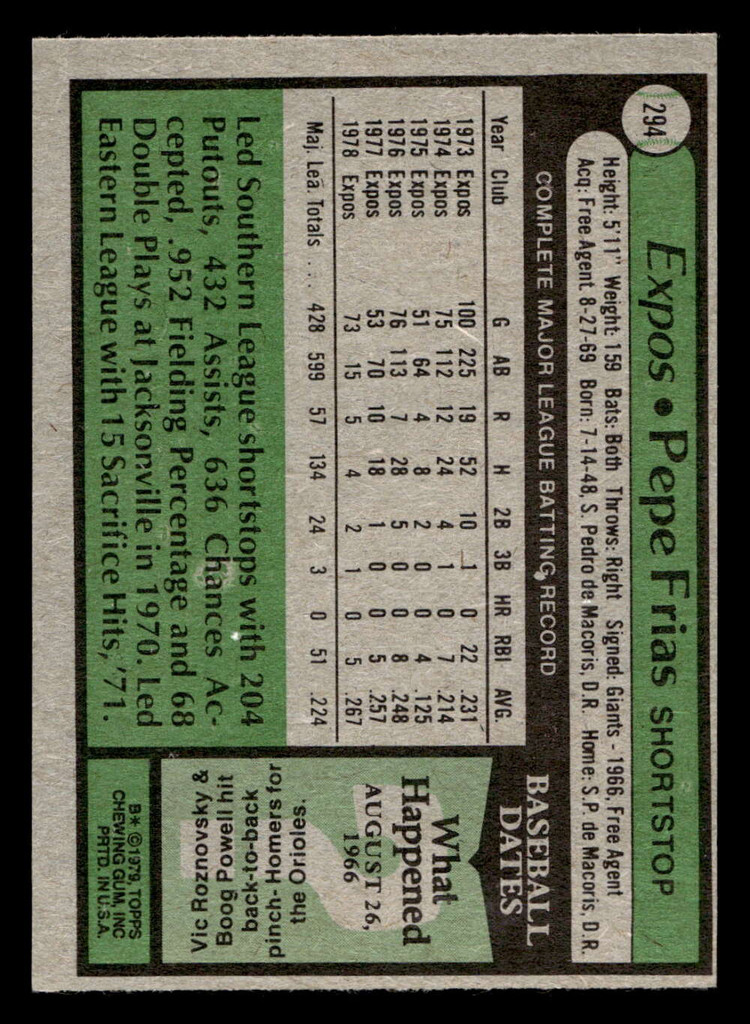 294
Expos • Pepe Frias SHORTSTOP
Height: 5'11" Weight: 159 Bats: Both Throws: Right Signed: Giants - 1966, Free Agent
Acq: Free Agent 8-27-69 Born: 7-14-48, S. Pedro de Macoris, D.R. Home: S.P. de Macoris, D.R.
COMPLETE MAJOR LEAGUE BATTING RECORD
Year Club G AB R H 2B 3B HR RBI AVG.
1973 Expos 100 225 19 52 10 1 0 22 .231
1974 Expos 75 112 12 24 4 1 0 7 .214
1975 Expos 51 64 4 8 2 0 0 4 .125
1976 Expos 76 113 7 28 5 0 0 8 .248
1977 Expos 53 70 10 18 1 0 0 5 .257
1978 Expos 73 15 5 4 2 1 0 5 .267
Maj. Lea. Totals .... 428 599 57 134 24 3 0 51 .224
Led Southern League shortstops with 204
Putouts, 432 Assists, 636 Chances Ac-
cepted, .952 Fielding Percentage and 68
Double Plays at Jacksonville in 1970. Led
Eastern League with 15 Sacrifice Hits, '71.
BASEBALL
DATES
What
Happened
AUGUST 26,
1966
?
Vic Roznovsky &
Boog Powell hit
back-to-back
pinch-Homers for
the Orioles.
B* © 1979, TOPPS
CHEWING GUM, INC
PRTD. IN U.S.A.